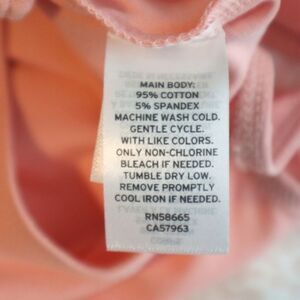 MAIN BODY:
95% COTTON
5% SPANDEX
MACHINE WASH COLD.
GENTLE CYCLE.
WITH LIKE COLORS.
ONLY NON-CHLORINE
BLEACH IF NEEDED.
TUMBLE DRY LOW.
REMOVE PROMPTLY
COOL IRON IF NEEDED.
RN58665
CA57963